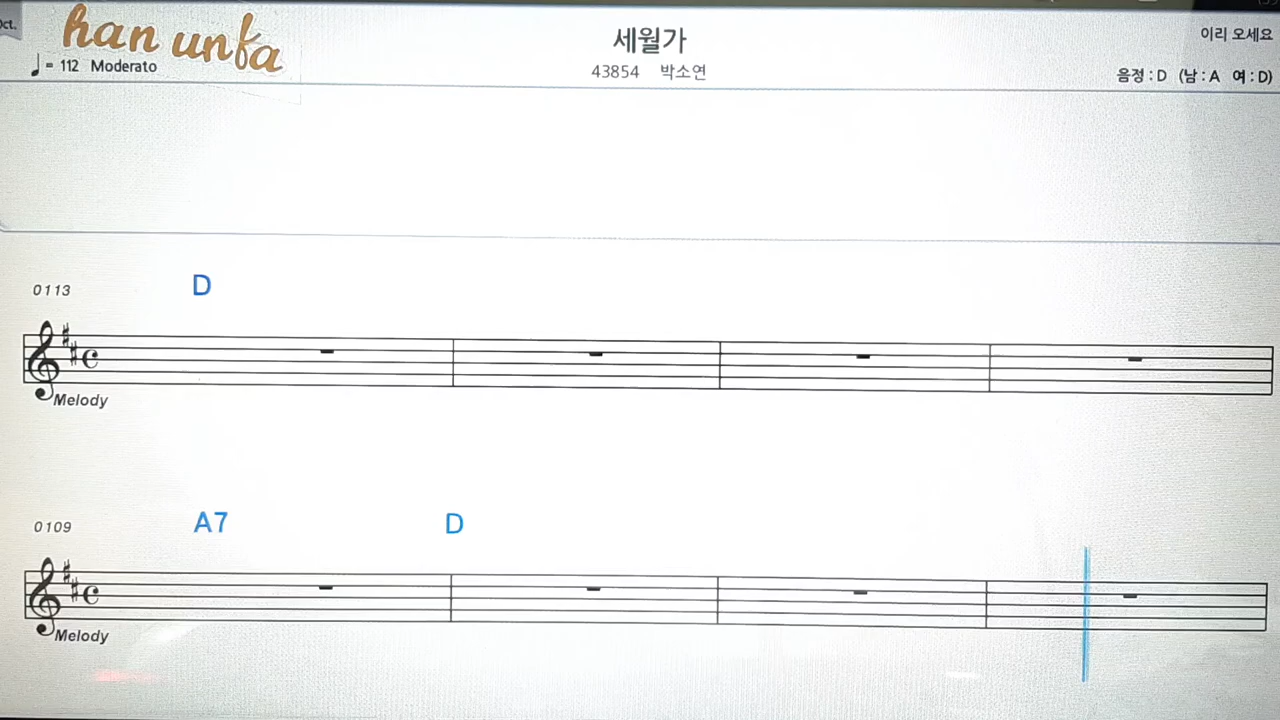 Oct.
han unfa
♩= 112 Moderato
세월가
43854 박소연
이리 오세요
음정 : D (남 : A 여 : D)
0113
D
Melody
0109
A7 D
Melody